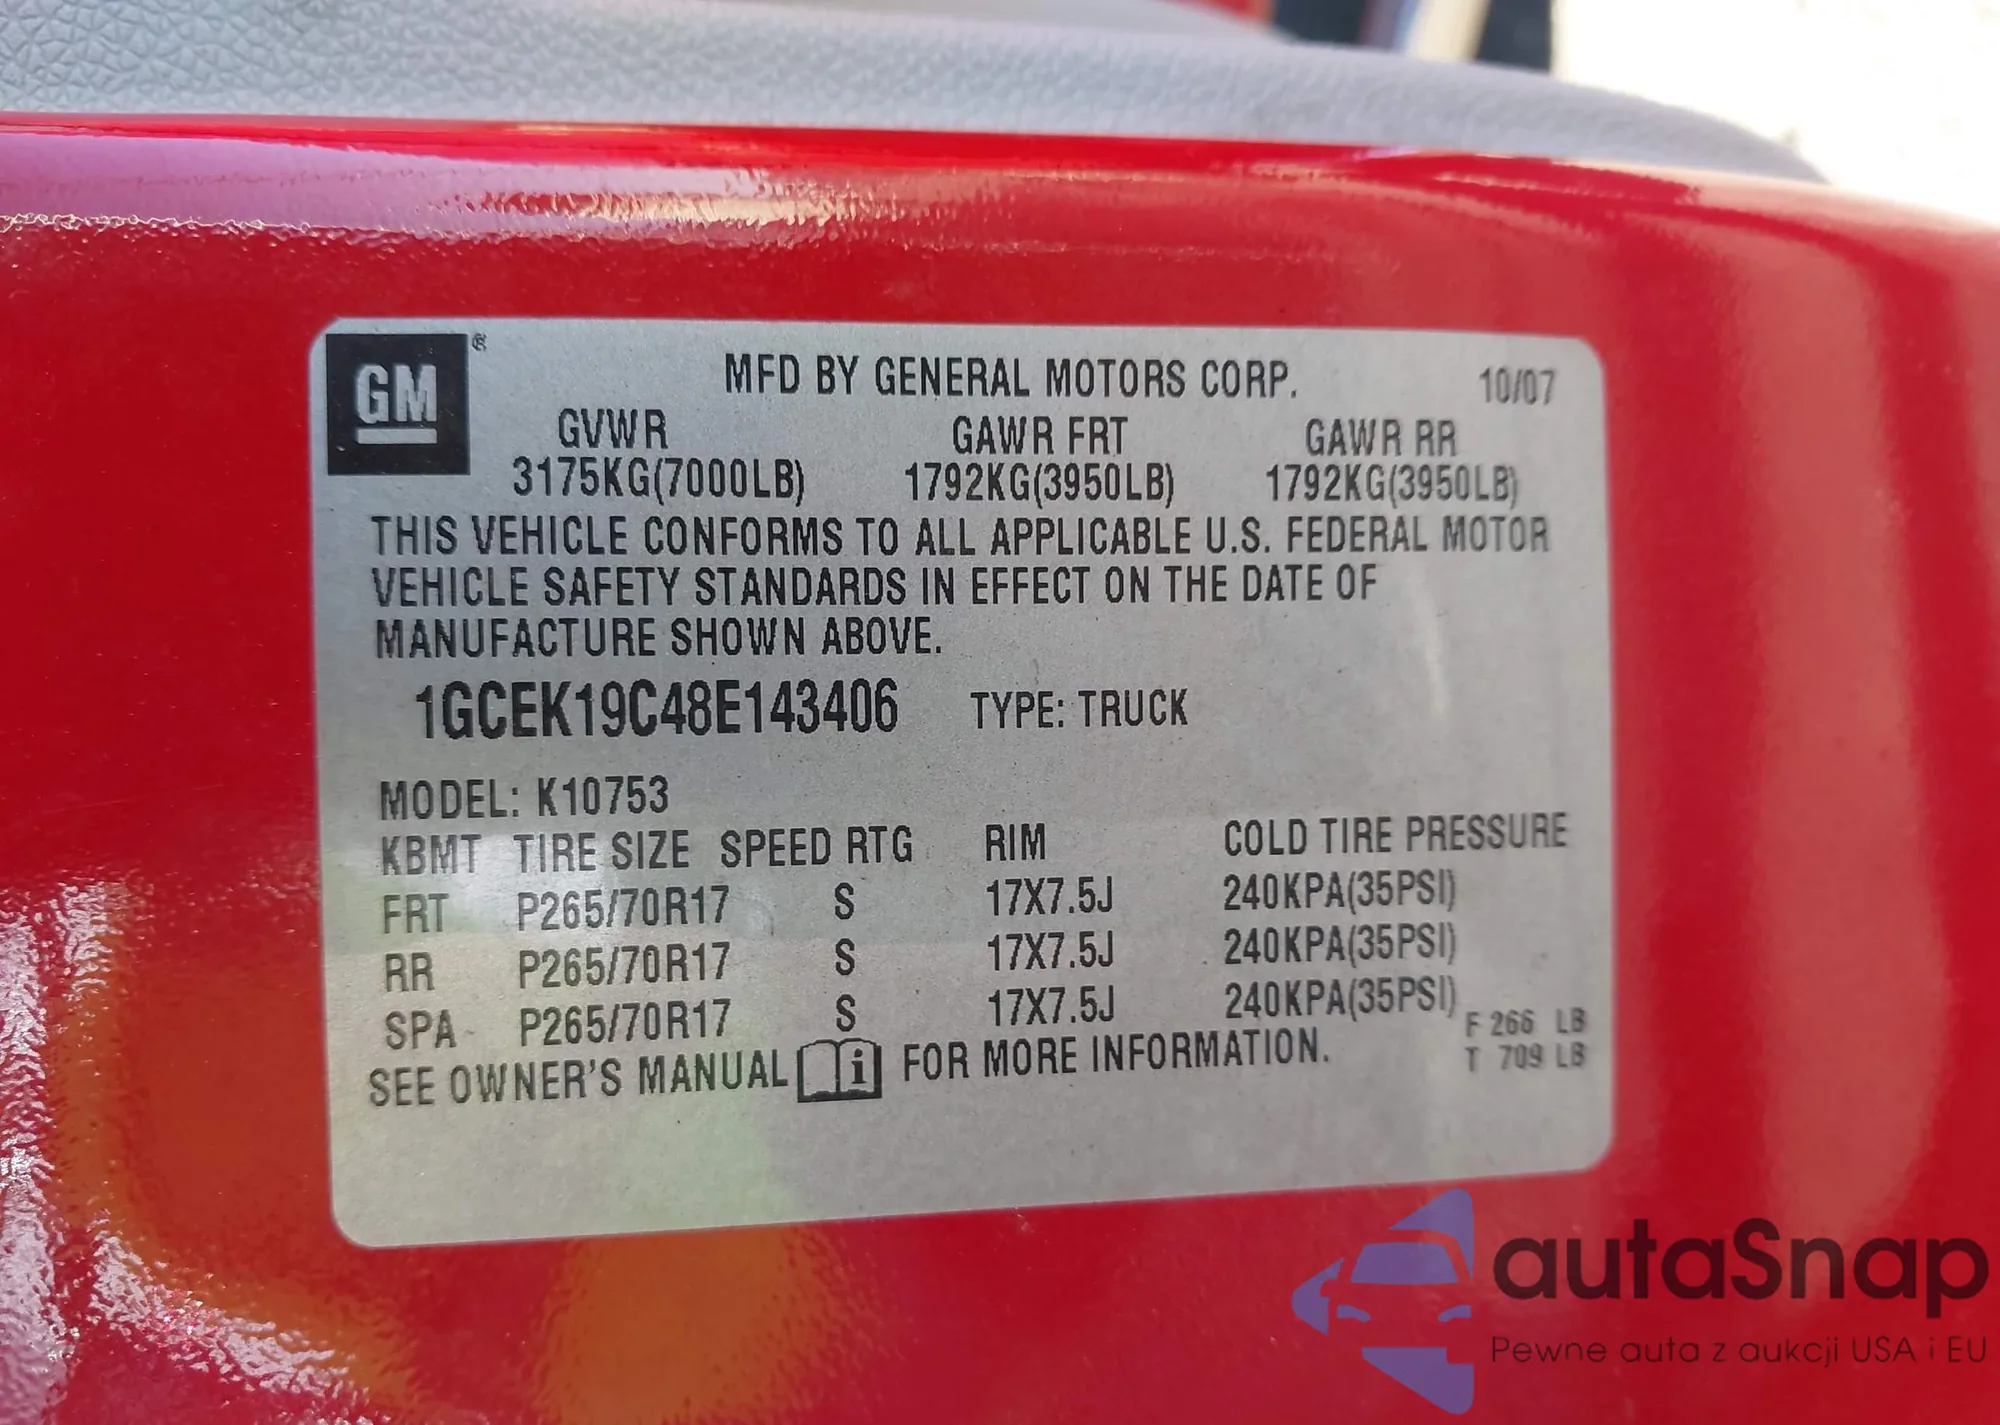 GM®
MFD BY GENERAL MOTORS CORP. 10/07
GVWR GAWR FRT GAWR RR
3175KG(7000LB) 1792KG(3950LB) 1792KG(3950LB)
THIS VEHICLE CONFORMS TO ALL APPLICABLE U.S. FEDERAL MOTOR
VEHICLE SAFETY STANDARDS IN EFFECT ON THE DATE OF
MANUFACTURE SHOWN ABOVE.
1GCEK19C48E143406 TYPE: TRUCK
MODEL: K10753
KBMT TIRE SIZE SPEED RTG RIM COLD TIRE PRESSURE
FRT P265/70R17 S 17X7.5J 240KPA(35PSI)
RR P265/70R17 S 17X7.5J 240KPA(35PSI)
SPA P265/70R17 S 17X7.5J 240KPA(35PSI)
F 266 LB
T 709 LB
SEE OWNER'S MANUAL i FOR MORE INFORMATION.
autaSnap
Pewne auta z aukcji USA i EU